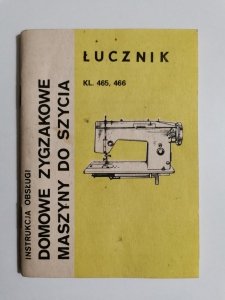 ŁUCZNIK
KL. 465, 466
INSTRUKCJA OBSŁUGI
DOMOWE ZYGZAKOWE
MASZYNY DO SZYCIA